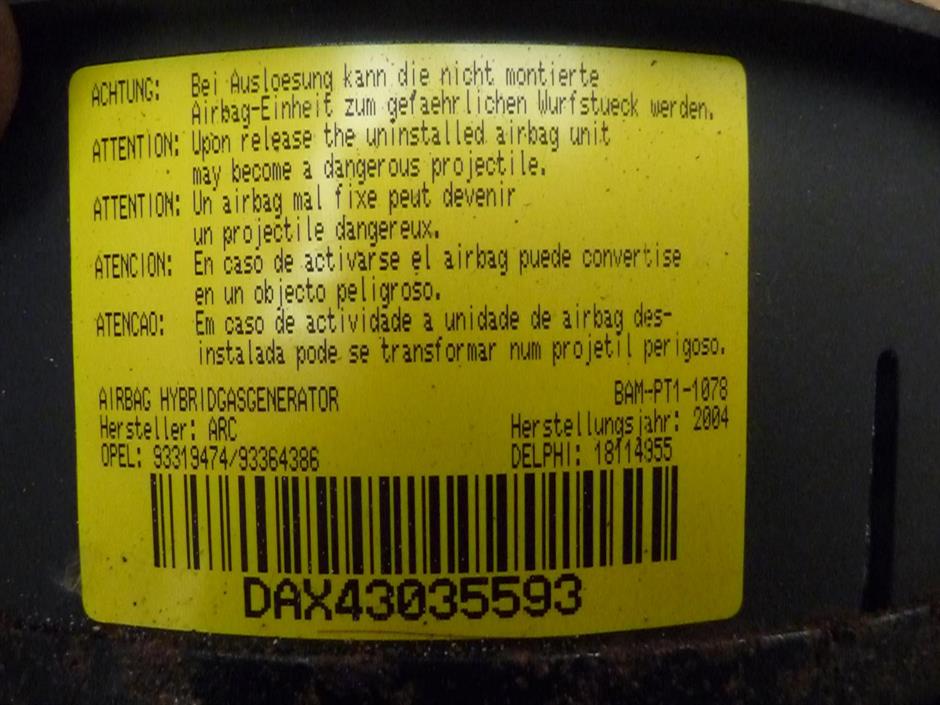 ACHTUNG: Bei Ausloesung kann die nicht montierte
Airbag-Einheit zum gefaehrlichen Wurfstueck werden.
ATTENTION: Upon release the uninstalled airbag unit
may become a dangerous projectile.
ATTENTION: Un airbag mal fixe peut devenir
un projectile dangereux.
ATENCION: En caso de activarse el airbag puede convertise
en un objecto peligroso.
ATENCAO: Em caso de actividade a unidade de airbag des-
instalada pode se transformar num projetil perigoso.
AIRBAG HYBRIDGASGENERATOR BAM-PT1-1078
Hersteller: ARC Herstellungsjahr: 2004
OPEL: 93319474/93364386 DELPHI: 18114955
DAX43035593